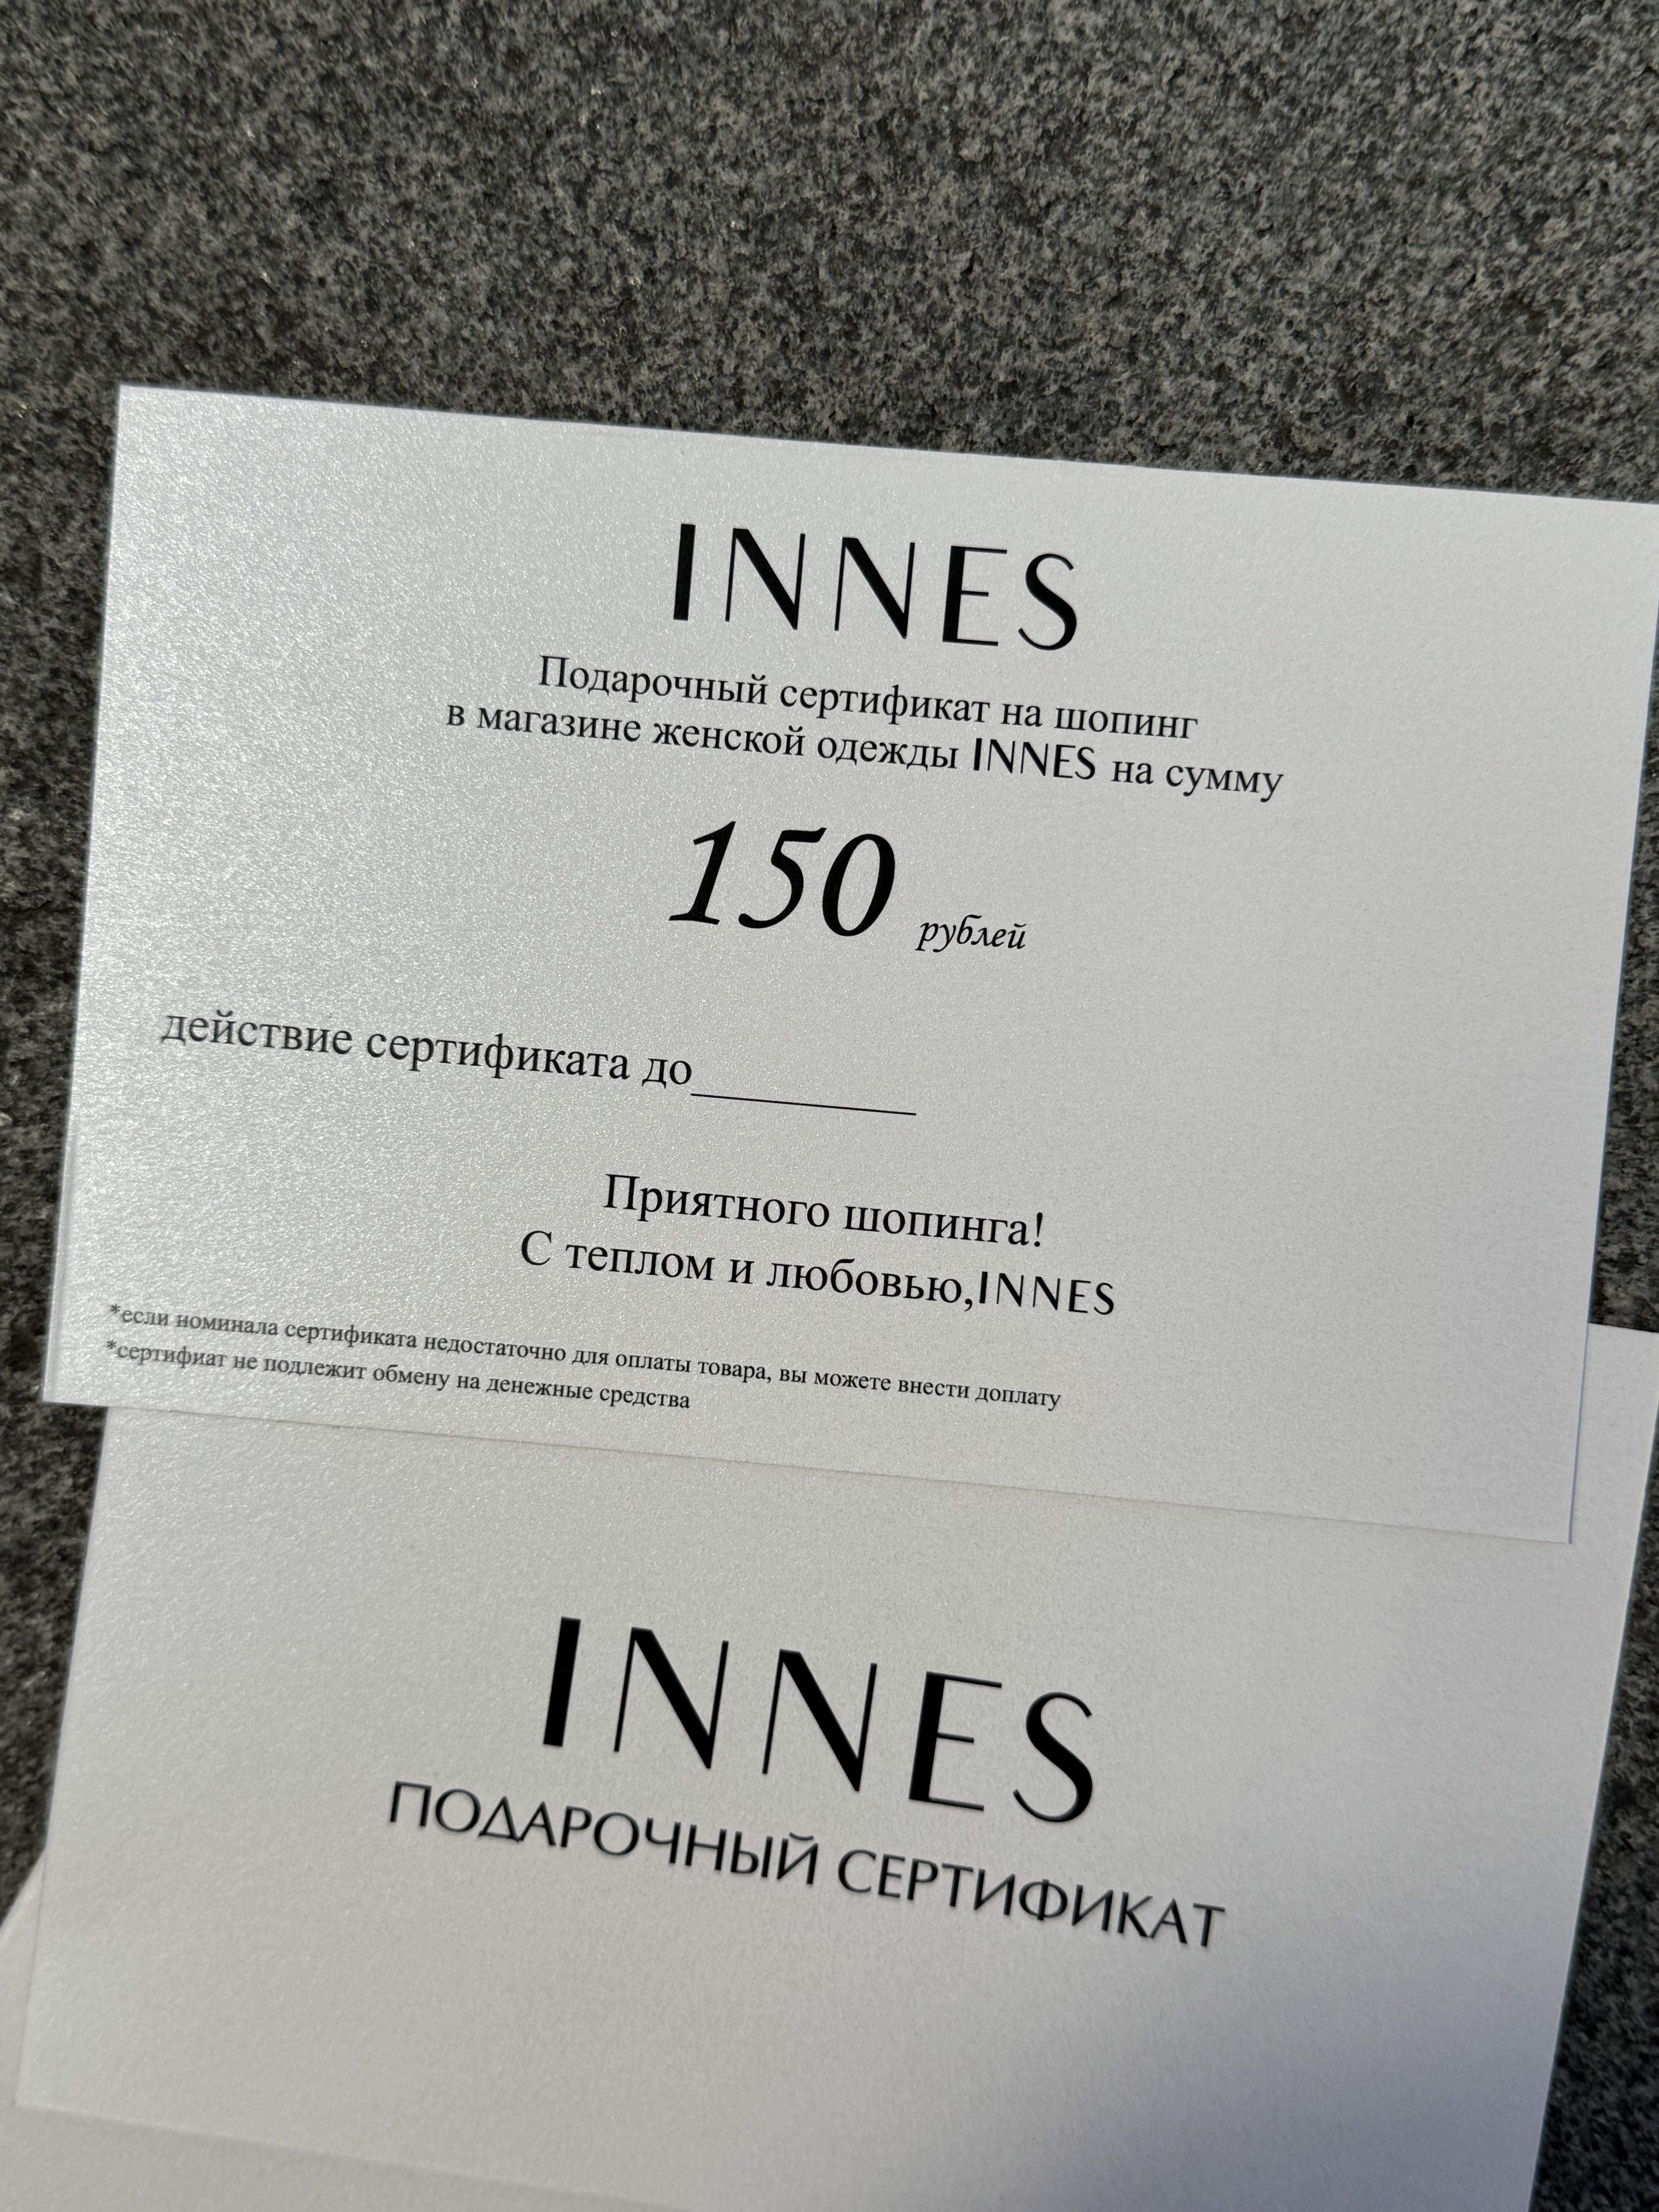 INNES
Подарочный сертификат на шопинг
в магазине женской одежды INNES на сумму
150 рублей
действие сертификата до_________
Приятного шопинга!
С теплом и любовью,INNES
*если номинала сертификата недостаточно для оплаты товара, вы можете внести доплату
*сертифиат не подлежит обмену на денежные средства
INNES
ПОДАРОЧНЫЙ СЕРТИФИКАТ